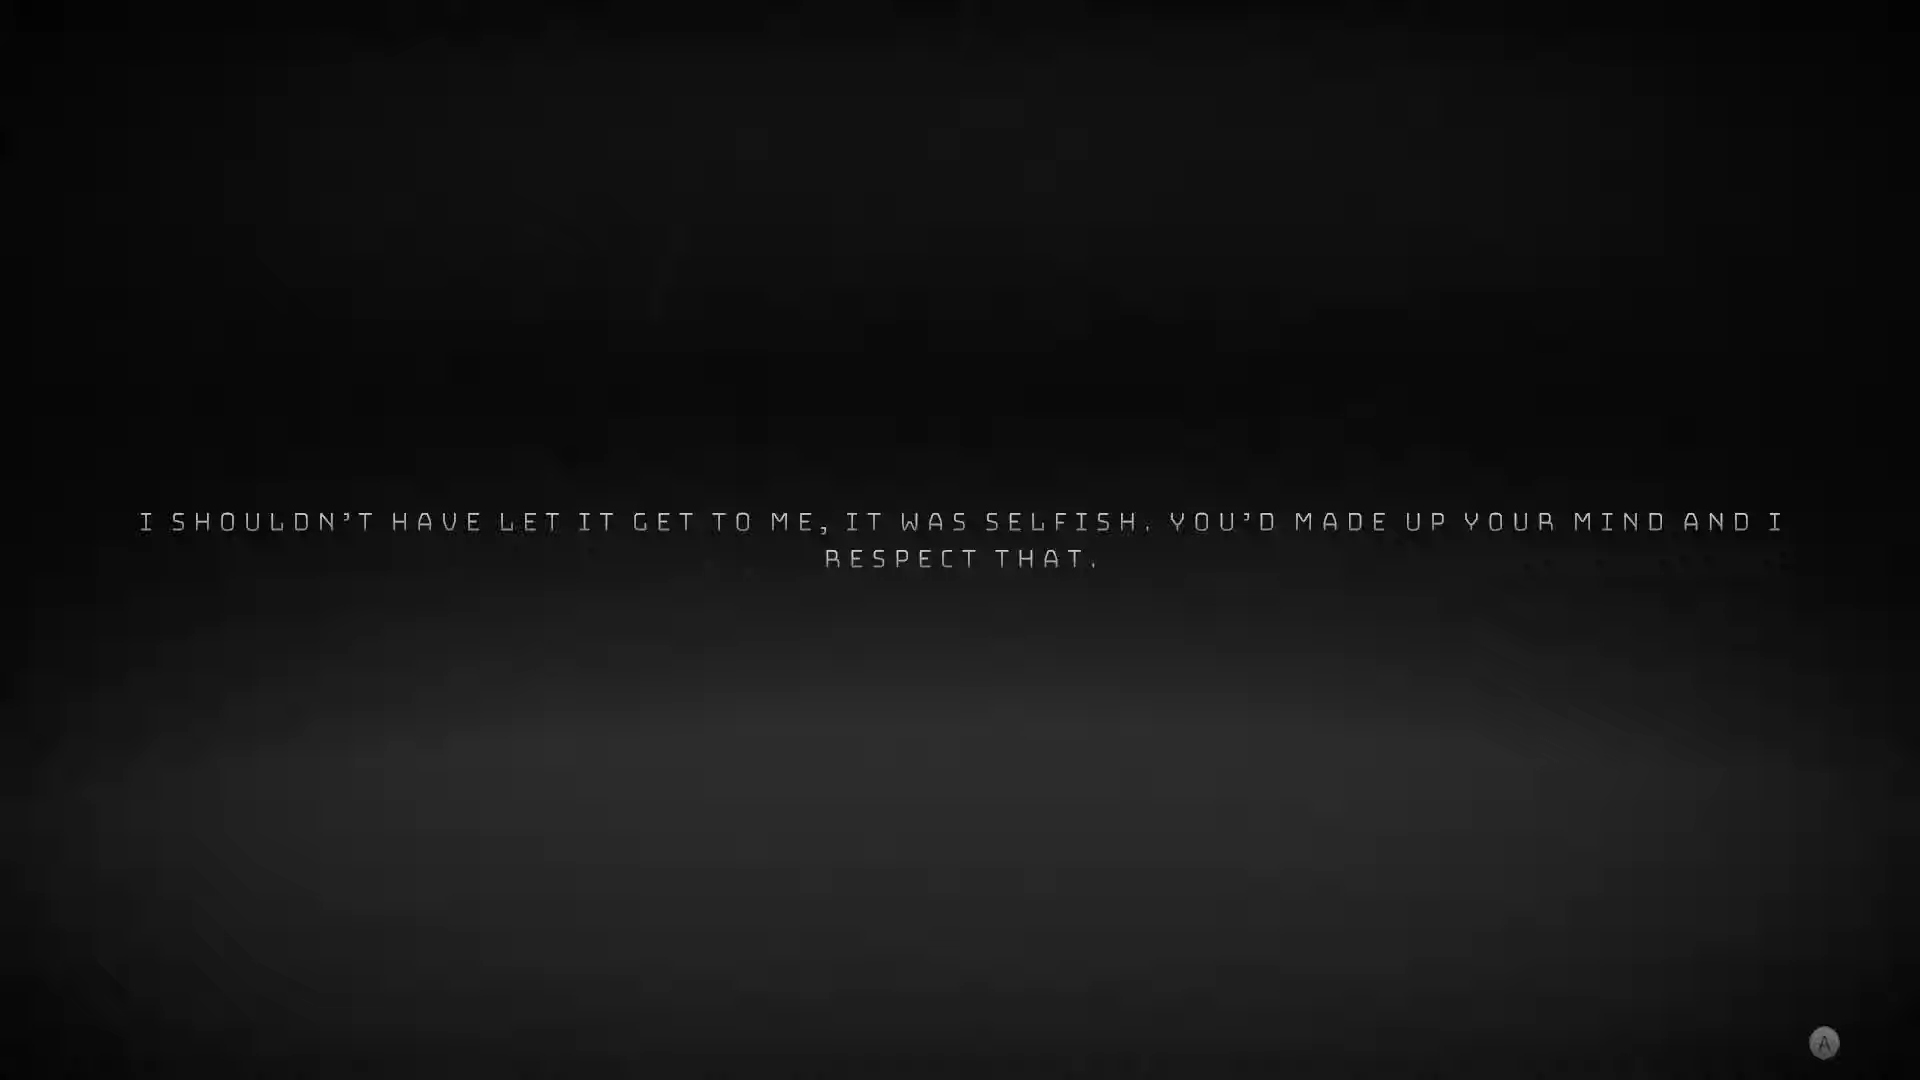 I SHOULDN'T HAVE LET IT GET TO ME, IT WAS SELFISH. YOU'D MADE UP YOUR MIND AND I
RESPECT THAT.
A